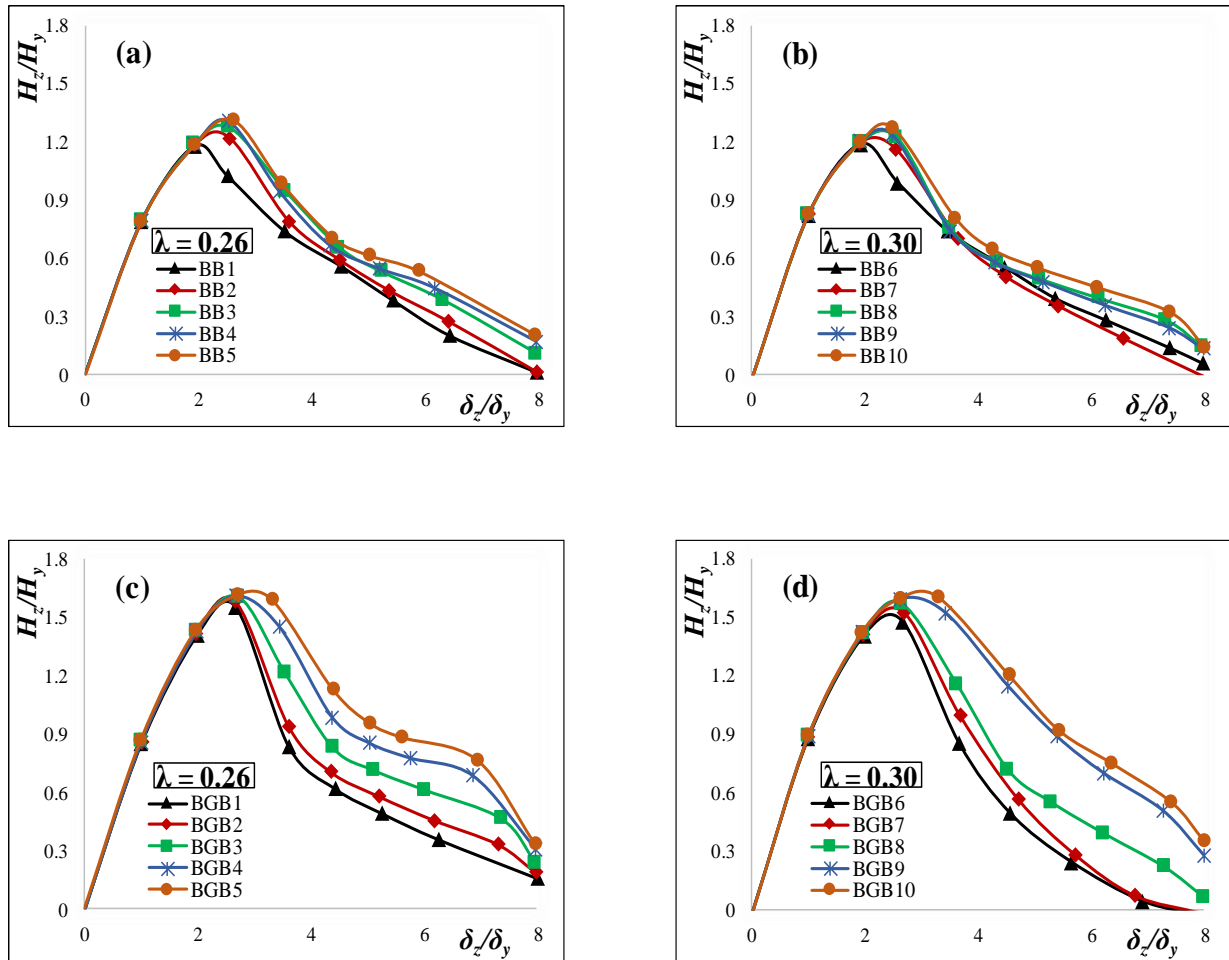 (a)
H_z/H_y
1.8
1.5
1.2
0.9
0.6
0.3
0
λ = 0.26
BB1
BB2
BB3
BB4
BB5
0 2 4 6 8
δ_z/δ_y
(b)
H_z/H_y
1.8
1.5
1.2
0.9
0.6
0.3
0
λ = 0.30
BB6
BB7
BB8
BB9
BB10
0 2 4 6 8
δ_z/δ_y
(c)
H_z/H_y
1.8
1.5
1.2
0.9
0.6
0.3
0
λ = 0.26
BGB1
BGB2
BGB3
BGB4
BGB5
0 2 4 6 8
δ_z/δ_y
(d)
H_z/H_y
1.8
1.5
1.2
0.9
0.6
0.3
0
λ = 0.30
BGB6
BGB7
BGB8
BGB9
BGB10
0 2 4 6 8
δ_z/δ_y